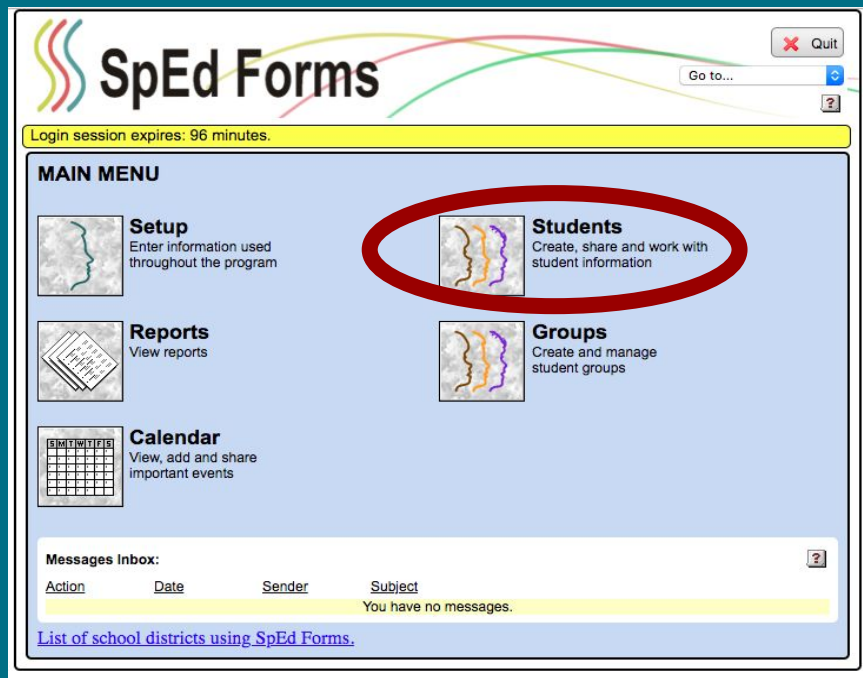 SpEd Forms
Quit
Go to...
?
Login session expires: 96 minutes.
MAIN MENU
Setup
Enter information used
throughout the program
Students
Create, share and work with
student information
Reports
View reports
Groups
Create and manage
student groups
S M T W T F S
Calendar
View, add and share
important events
Messages Inbox:
?
Action Date Sender Subject
You have no messages.
List of school districts using SpEd Forms.